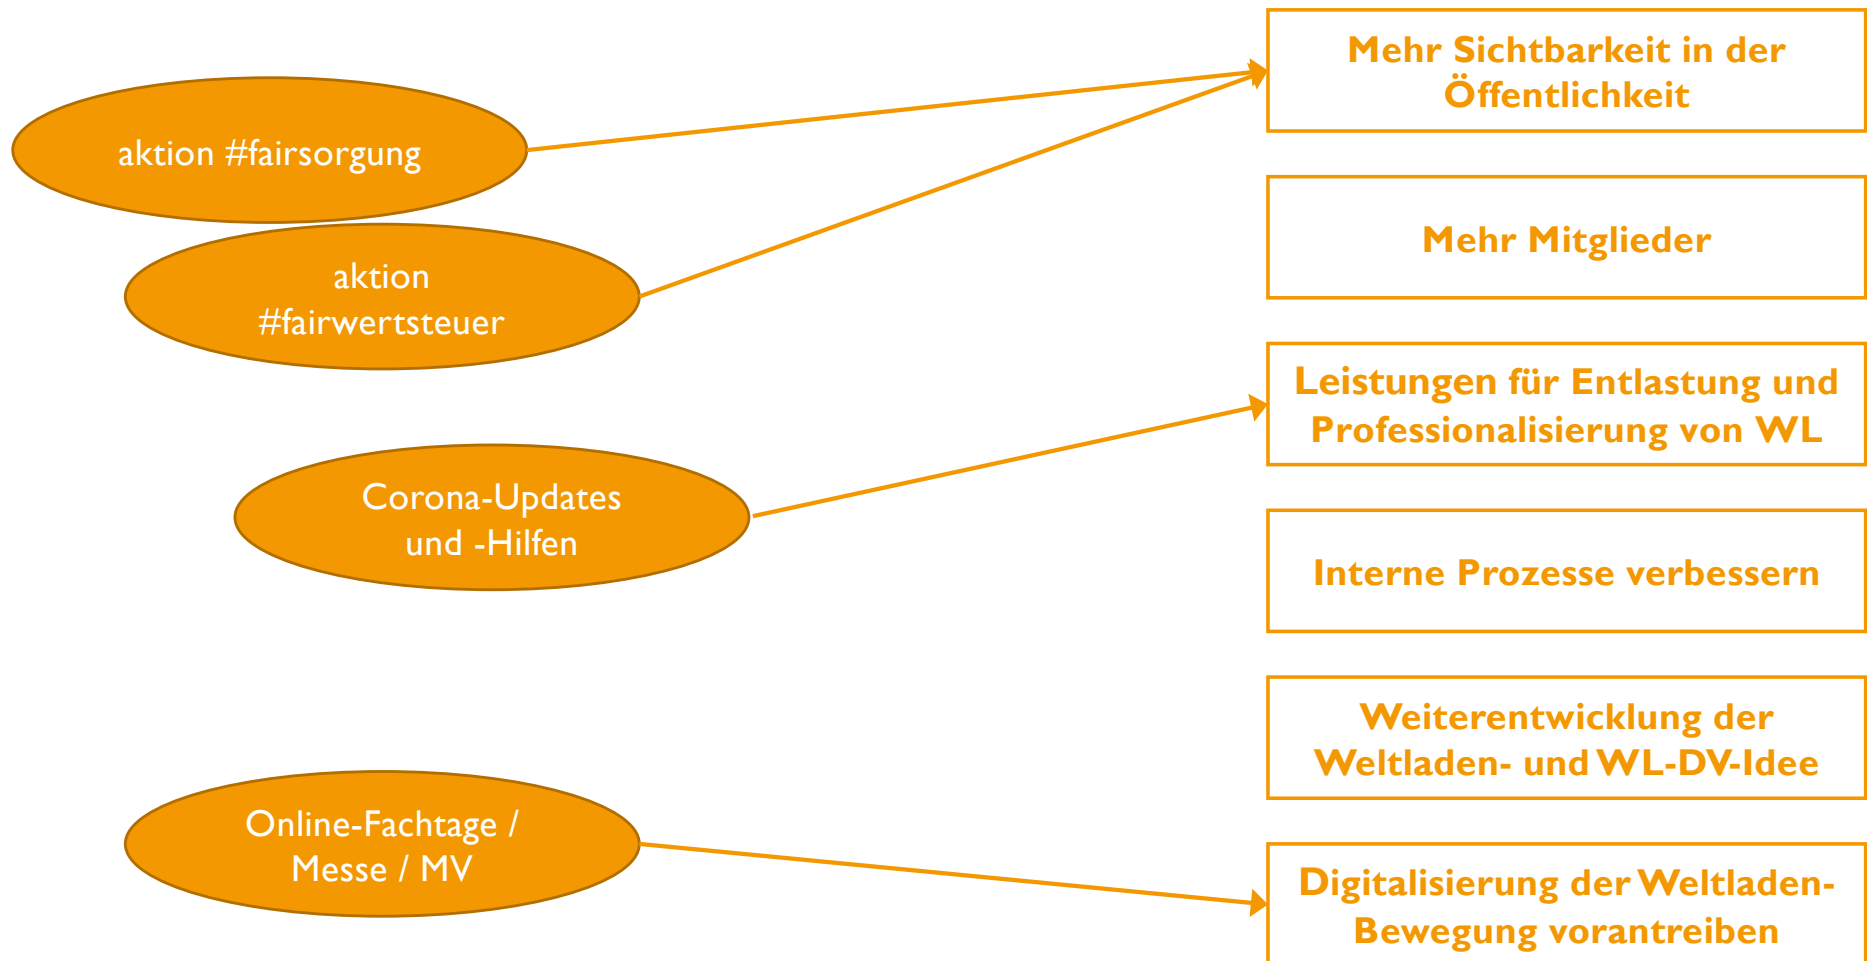 aktion #fairsorgung
aktion
#fairwertsteuer
Corona-Updates
und -Hilfen
Online-Fachtage /
Messe / MV
Mehr Sichtbarkeit in der
Öffentlichkeit
Mehr Mitglieder
Leistungen für Entlastung und
Professionalisierung von WL
Interne Prozesse verbessern
Weiterentwicklung der
Weltladen- und WL-DV-Idee
Digitalisierung der Weltladen-
Bewegung vorantreiben